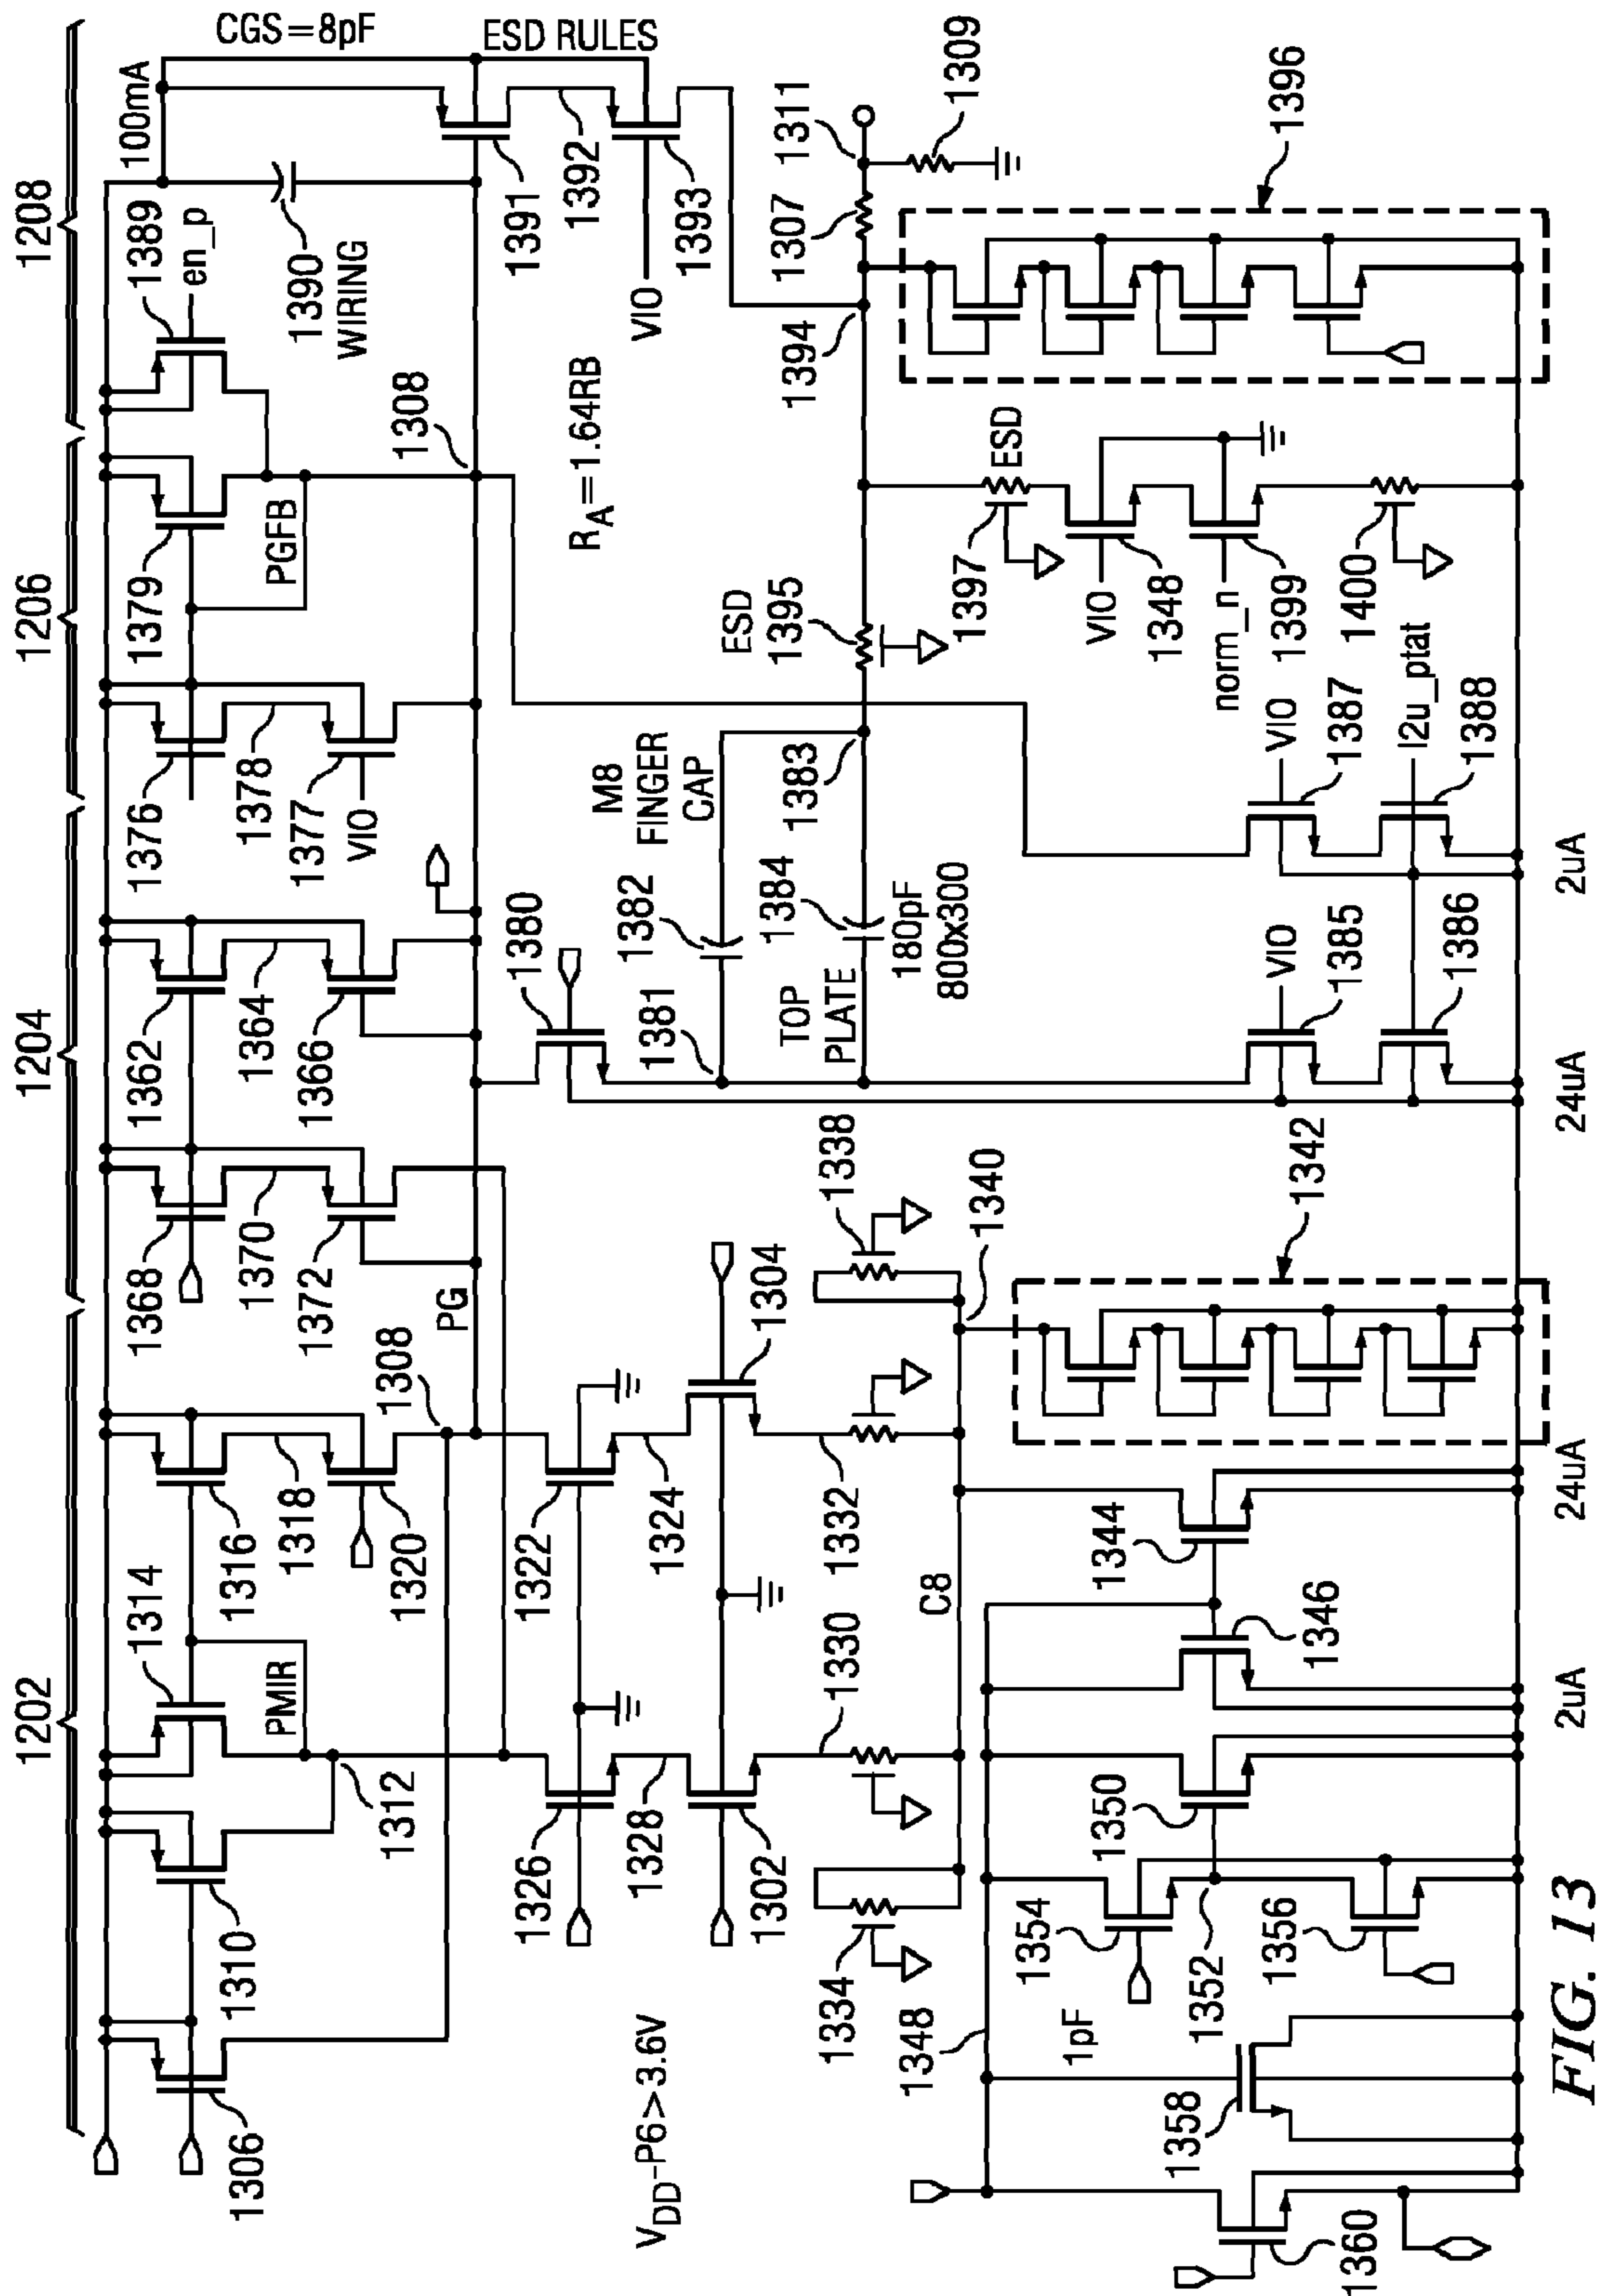 1202
1204
1206
1208
CGS=8pF
100mA
ESD RULES
1306
1310
1312
1314
PMIR
1316
1318
1320
1308
PG
1368
1370
1372
1362
1364
1366
1376
1378
1377
VIO
1379
PGFB
1389
en_p
1390
WIRING
1308
1391
1392
1393
VIO
RA=1.64RB
VDD-P6>3.6V
1326
1328
1302
1322
1324
1304
1330
1332
1334
1338
1340
C8
1380
1381
1382
M8
FINGER
CAP
1383
TOP
PLATE
1384
180pF
800x300
ESD
1395
1394
1307
1311
1309
1396
1397
ESD
VIO
1348
norm_n
1399
1400
1348
1pF
1358
1360
1354
1352
1356
1350
1346
1344
1342
VIO
1385
1386
VIO
1387
I2u_ptat
1388
2uA
24uA
24uA
2uA
FIG. 13